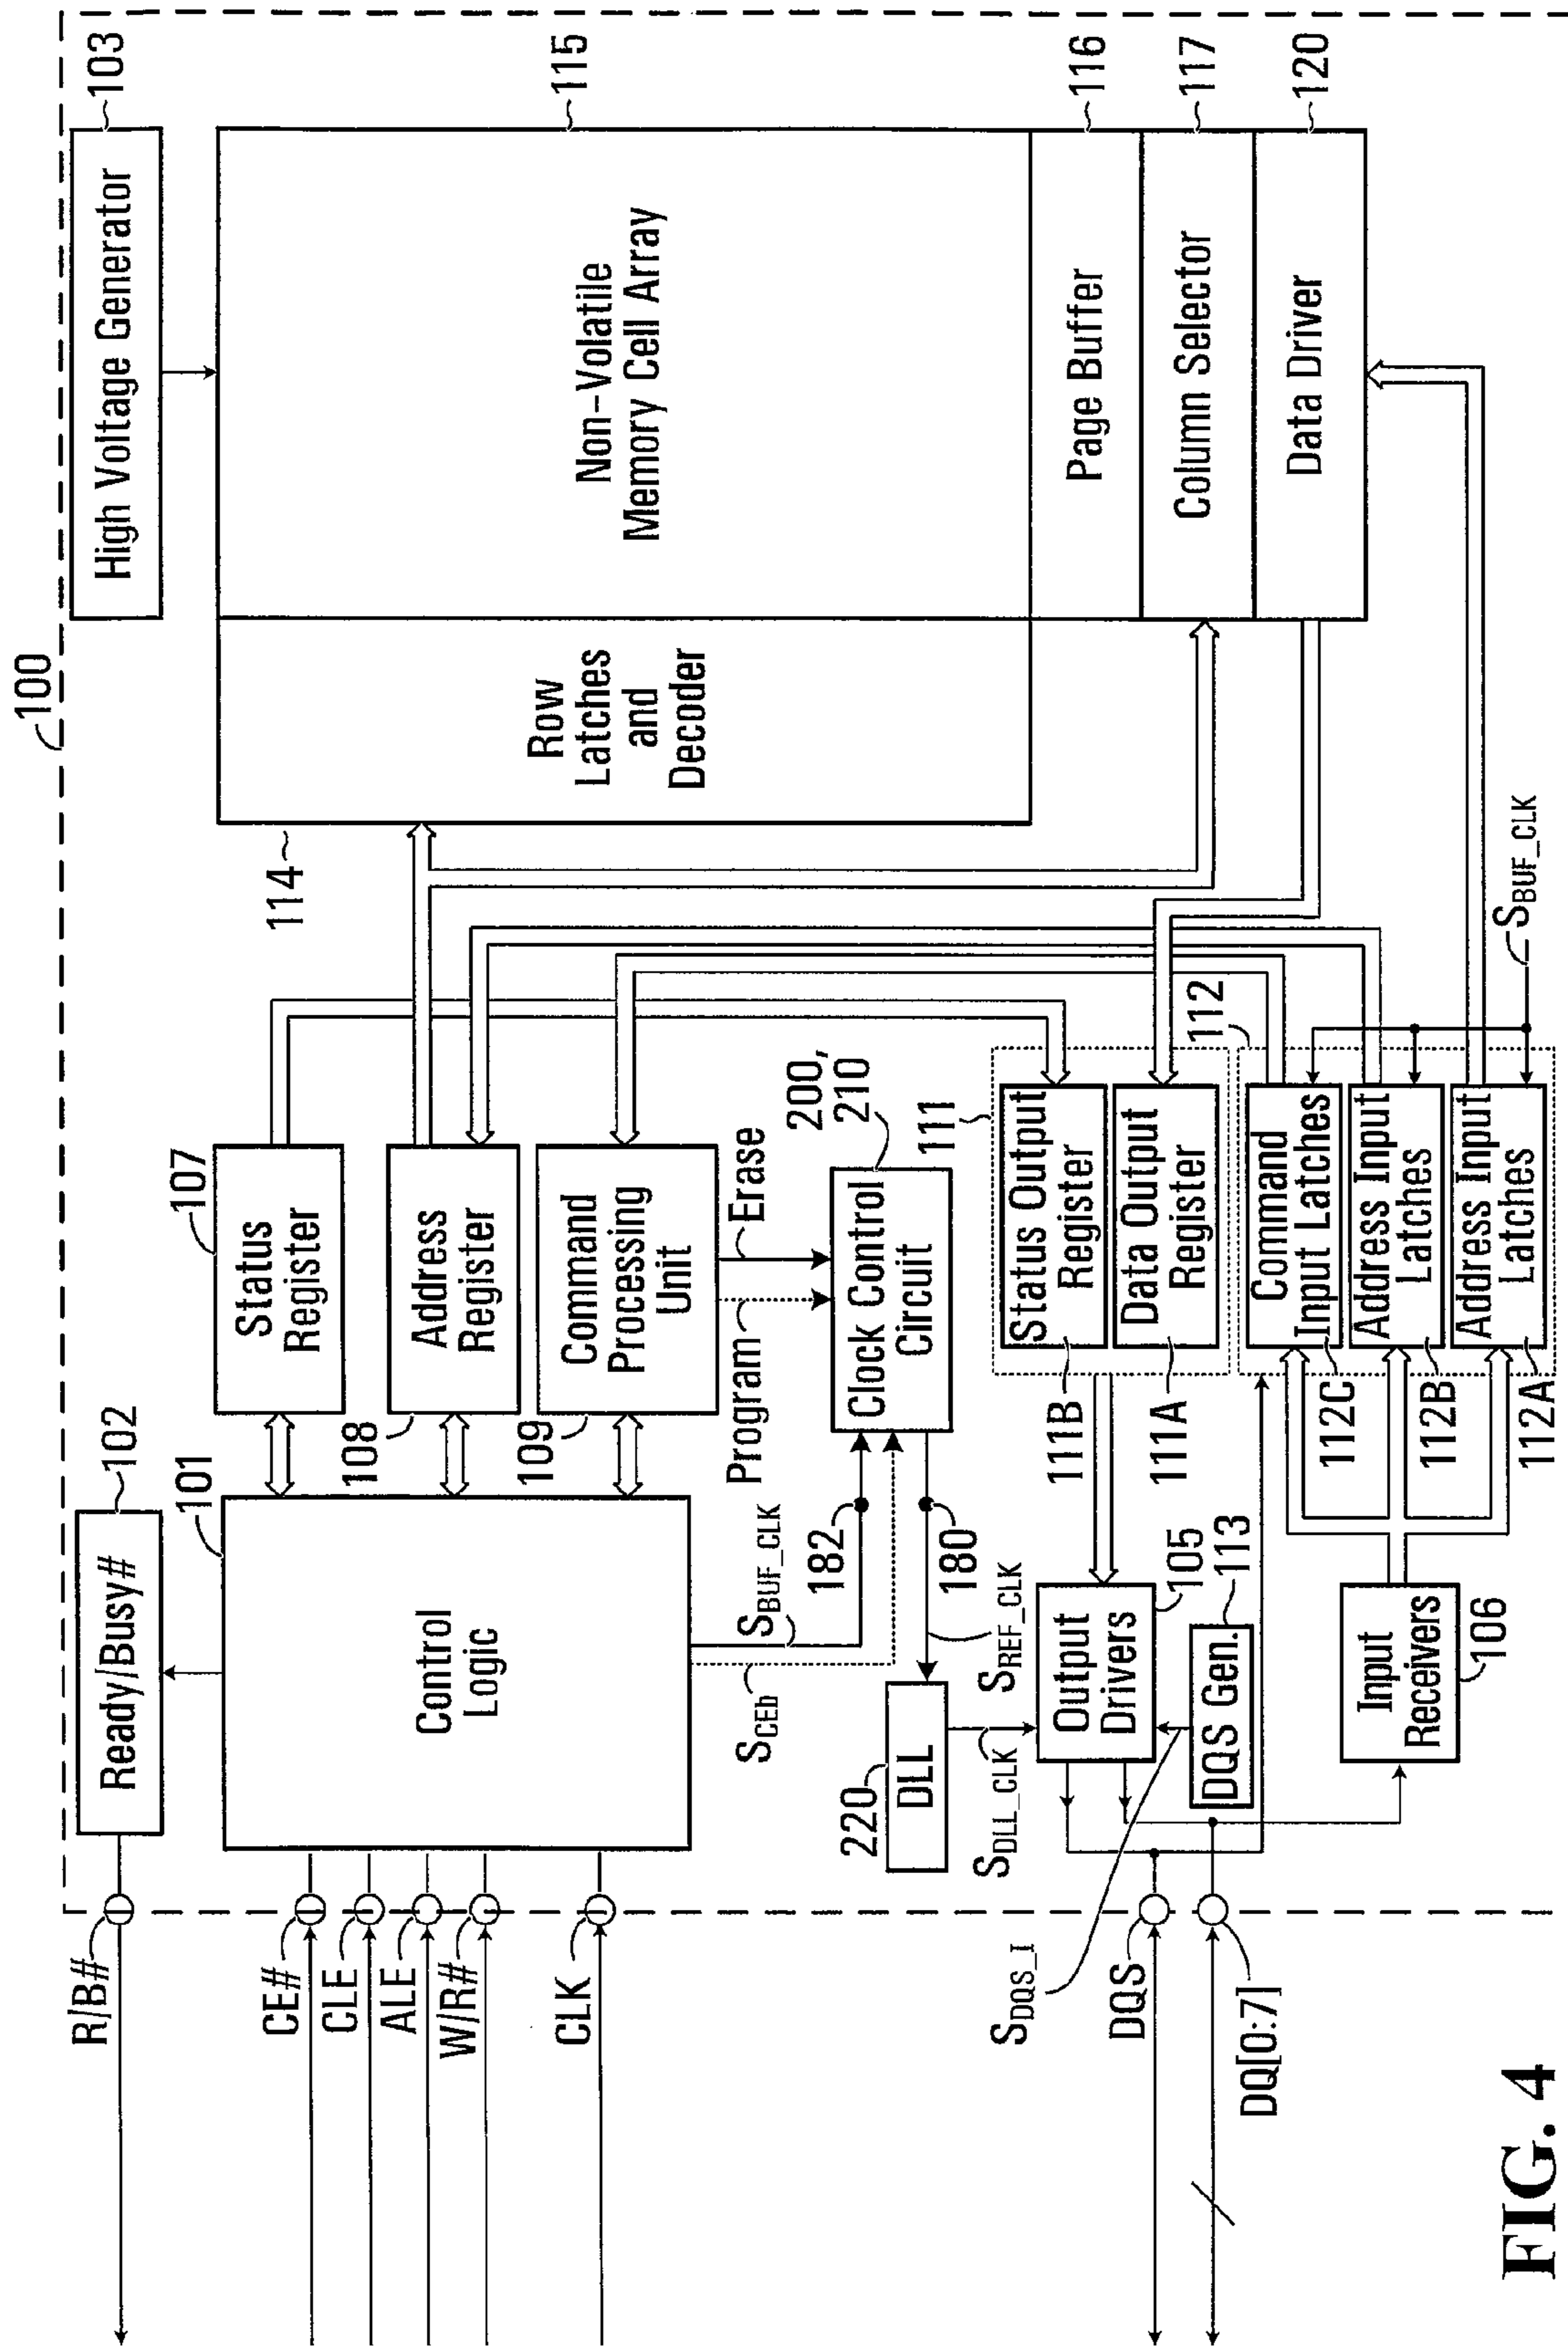 100
R/B#
Ready/Busy#
102
High Voltage Generator
103
CE#
CLE
ALE
W/R#
CLK
101
Control
Logic
107
Status
Register
108
Address
Register
109
Command
Processing
Unit
114
Row
Latches
and
Decoder
Non-Volatile
Memory Cell Array
115
Page Buffer
116
Column Selector
117
Data Driver
120
Program
Erase
SBUF_CLK
SCEb
182
180
SREF_CLK
Clock Control
Circuit
200,
210
220
DLL
SDLL_CLK
111
Status Output
Register
111B
Data Output
Register
111A
Output
Drivers
105
DQS Gen.
113
SDQS_I
DQS
DQ[0:7]
Input
Receivers
106
112
Command
Input Latches
112C
Address Input
Latches
112B
Address Input
Latches
112A
SBUF_CLK
FIG. 4